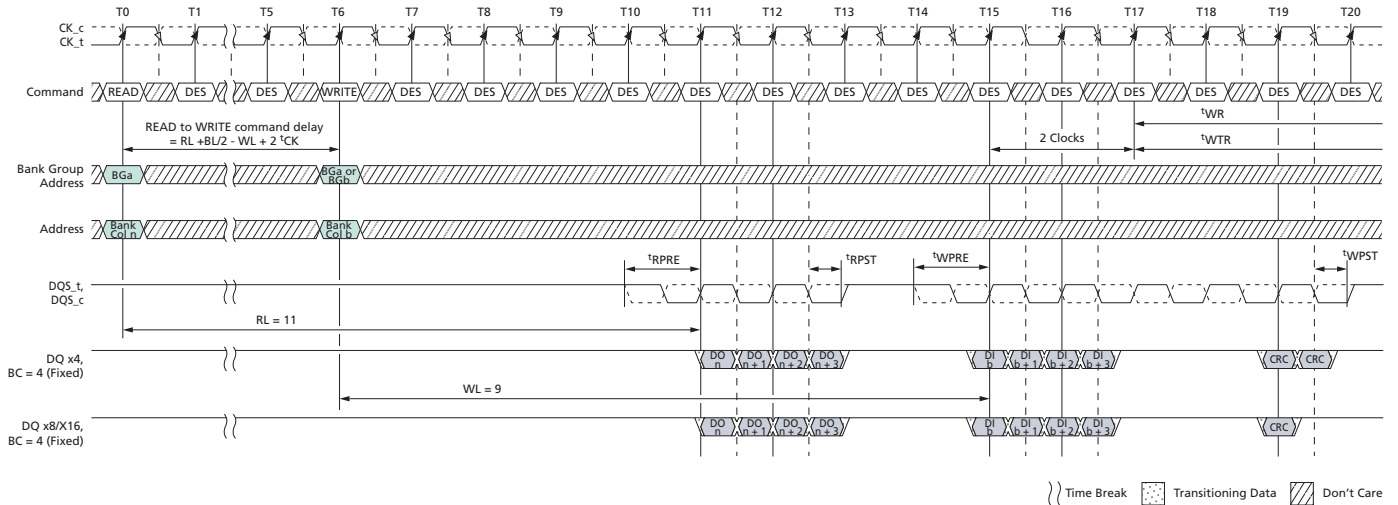 T0 T1 T5 T6 T7 T8 T9 T10 T11 T12 T13 T14 T15 T16 T17 T18 T19 T20
CK_c
CK_t
Command READ DES DES WRITE DES DES DES DES DES DES DES DES DES DES DES DES DES DES
READ to WRITE command delay
= RL +BL/2 - WL + 2 tCK
tWR
2 Clocks
tWTR
Bank Group
Address
BGa
BGa or
BGb
Address
Bank
Col n
Bank
Col b
tRPRE
tRPST
tWPRE
tWPST
DQS_t,
DQS_c
RL = 11
DQ x4,
BC = 4 (Fixed)
DO
n
DO
n + 1
DO
n + 2
DO
n + 3
DI
b
DI
b + 1
DI
b + 2
DI
b + 3
CRC
CRC
WL = 9
DQ x8/X16,
BC = 4 (Fixed)
DO
n
DO
n + 1
DO
n + 2
DO
n + 3
DI
b
DI
b + 1
DI
b + 2
DI
b + 3
CRC
Time Break
Transitioning Data
Don't Care